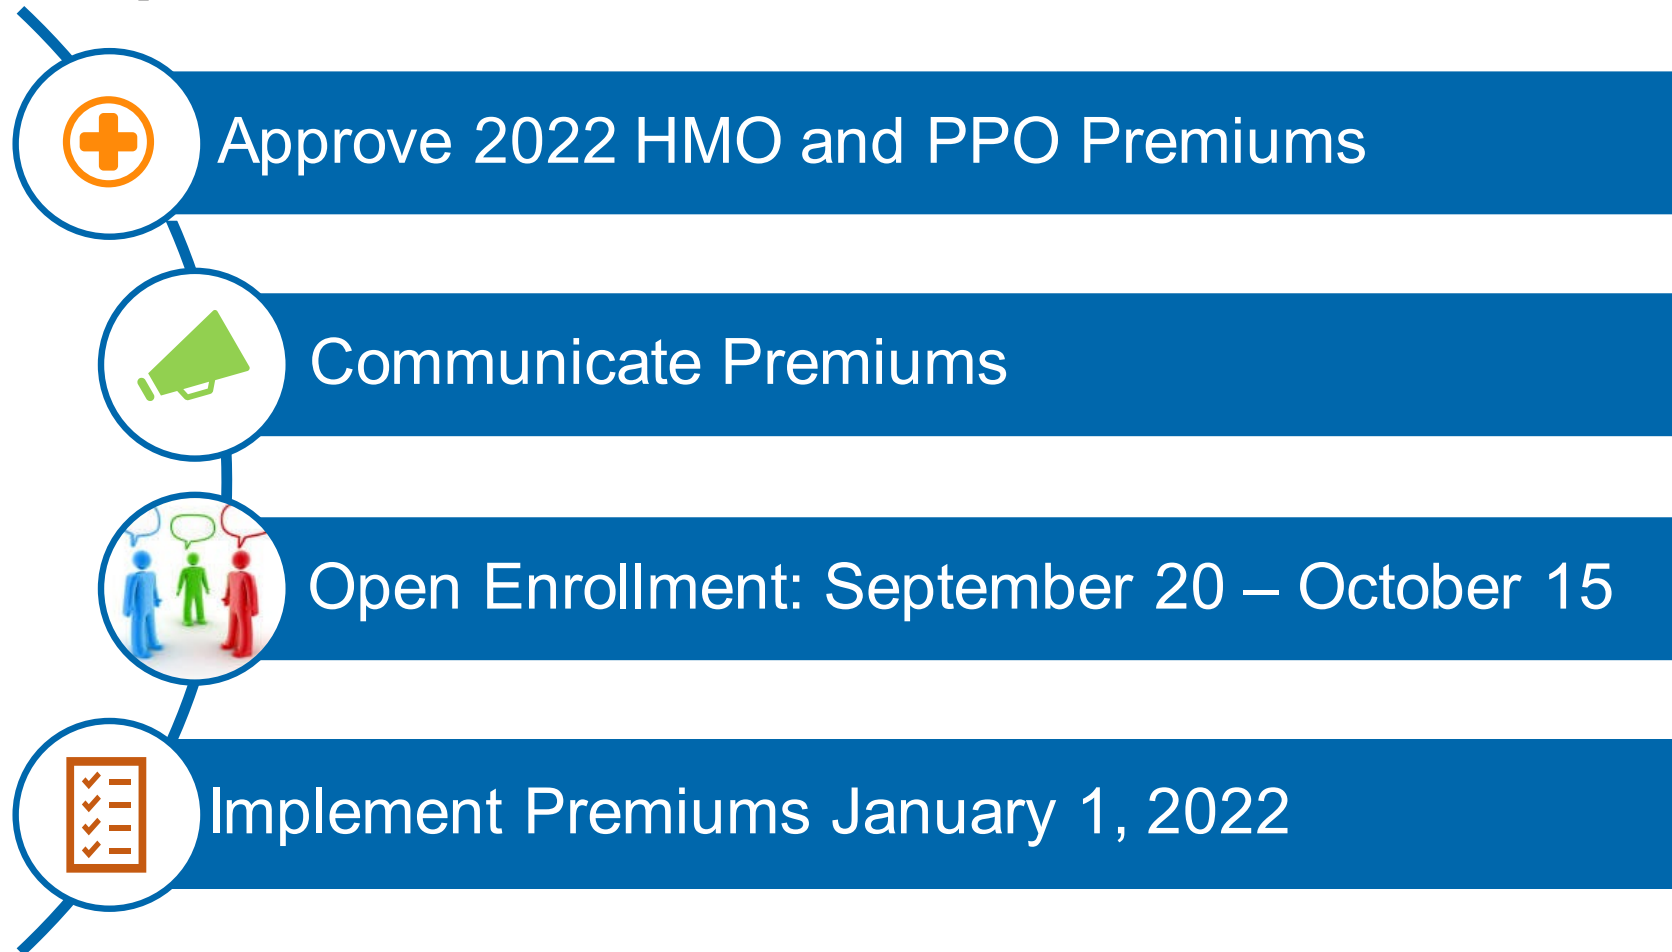 Approve 2022 HMO and PPO Premiums
Communicate Premiums
Open Enrollment: September 20 – October 15
Implement Premiums January 1, 2022